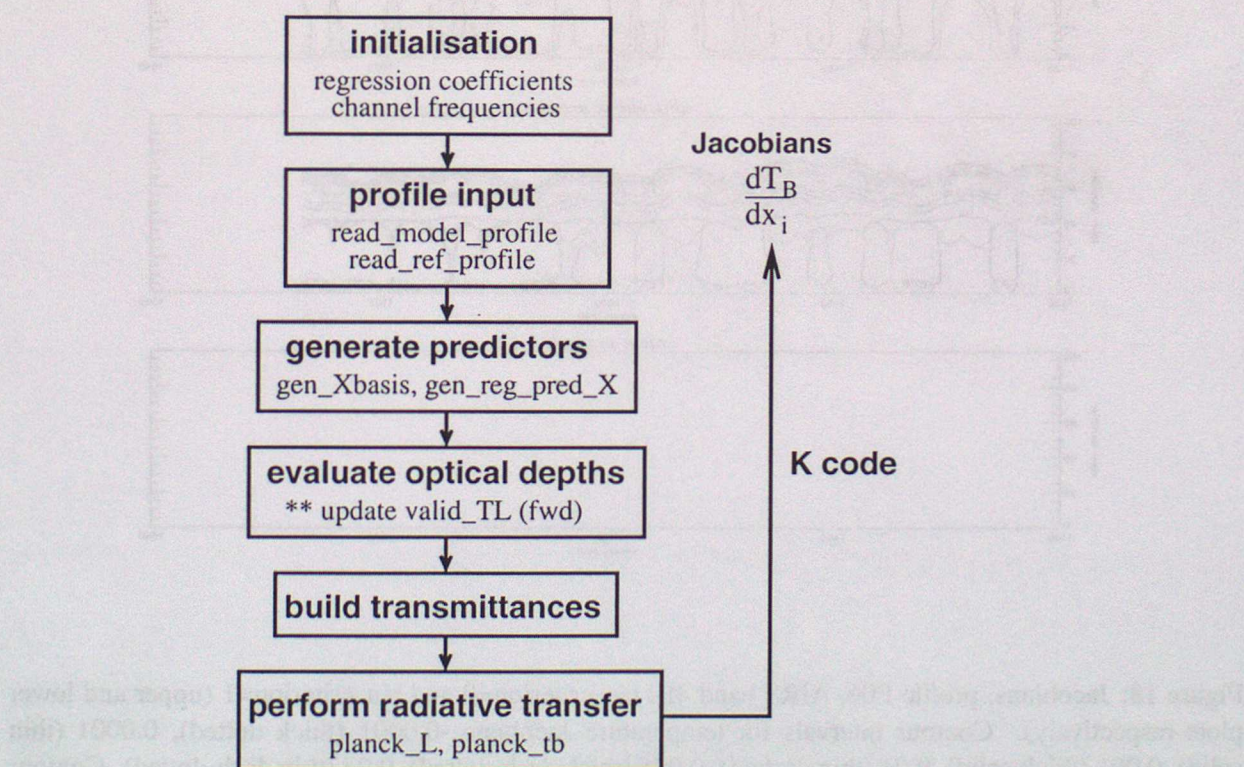 initialisation
regression coefficients
channel frequencies
profile input
read_model_profile
read_ref_profile
generate predictors
gen_Xbasis, gen_reg_pred_X
evaluate optical depths
** update valid_TL (fwd)
build transmittances
perform radiative transfer
planck_L, planck_tb
Jacobians
dT_B
dx_i
K code